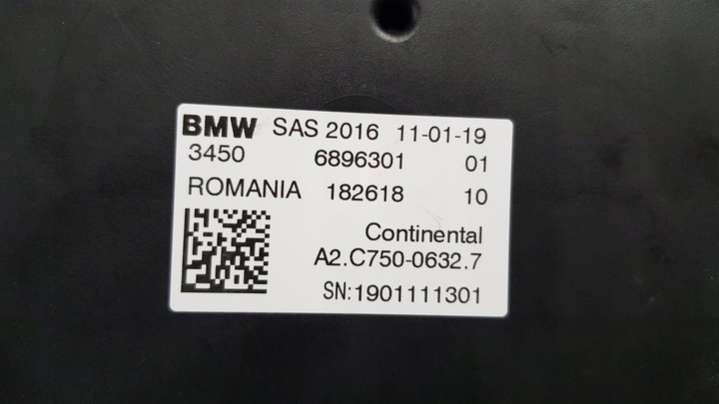 BMW SAS 2016 11-01-19
3450 6896301 01
ROMANIA 182618 10
Continental
A2.C750-0632.7
SN:1901111301